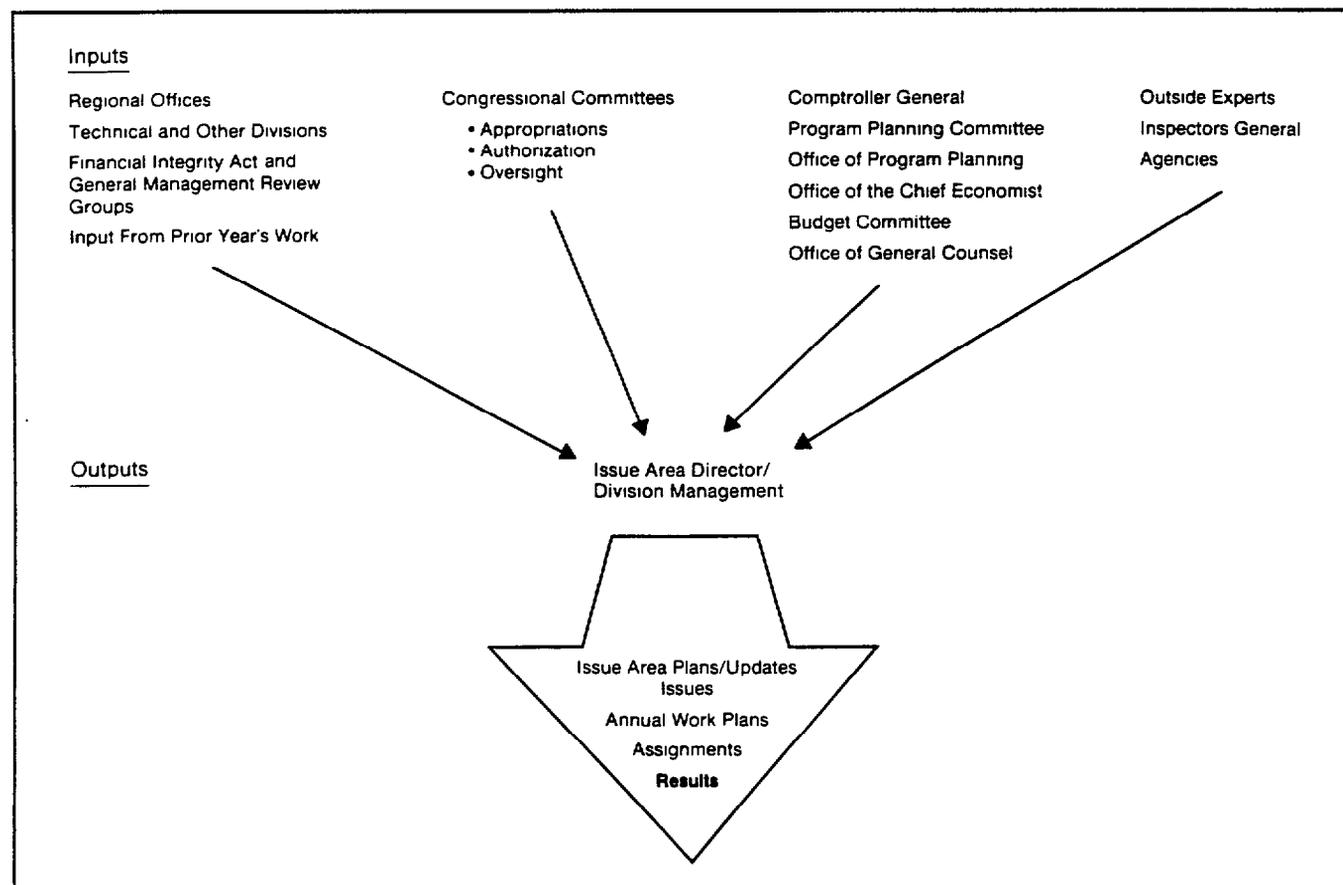 Inputs
Regional Offices
Technical and Other Divisions
Financial Integrity Act and
General Management Review
Groups
Input From Prior Year's Work
Congressional Committees
• Appropriations
• Authorization
• Oversight
Comptroller General
Program Planning Committee
Office of Program Planning
Office of the Chief Economist
Budget Committee
Office of General Counsel
Outside Experts
Inspectors General
Agencies
Outputs
Issue Area Director/
Division Management
Issue Area Plans/Updates
Issues
Annual Work Plans
Assignments
Results